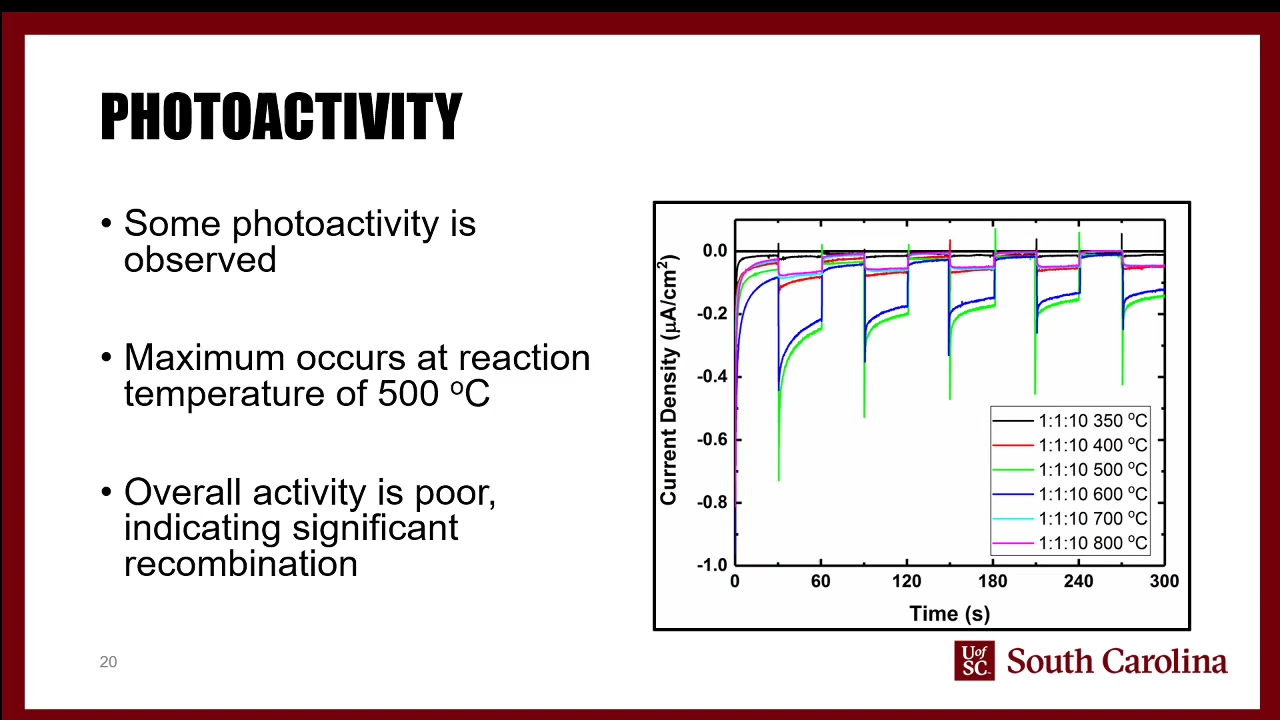 PHOTOACTIVITY
• Some photoactivity is
observed
• Maximum occurs at reaction
temperature of 500 ºC
• Overall activity is poor,
indicating significant
recombination
Current Density (µA/cm²)
0.0
-0.2
-0.4
-0.6
-0.8
-1.0
1:1:10 350 ºC
1:1:10 400 ºC
1:1:10 500 ºC
1:1:10 600 ºC
1:1:10 700 ºC
1:1:10 800 ºC
0 60 120 180 240 300
Time (s)
20
UofSC South Carolina